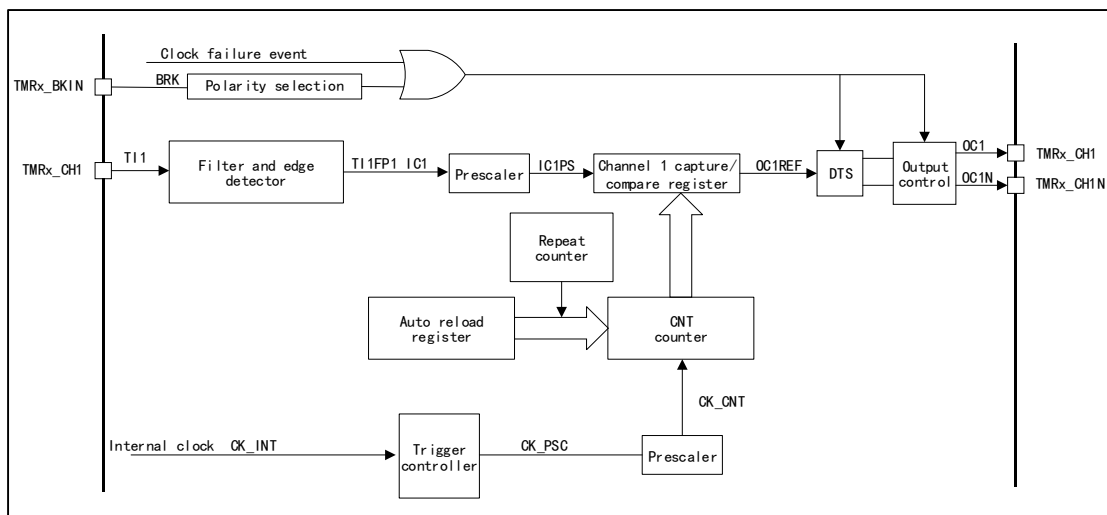 Clock failure event
TMRx_BKIN
BRK
Polarity selection
TMRx_CH1
TI1
Filter and edge
detector
TI1FP1 IC1
Prescaler
IC1PS
Channel 1 capture/
compare register
OC1REF
DTS
Output
control
OC1
TMRx_CH1
OC1N
TMRx_CH1N
Repeat
counter
Auto reload
register
CNT
counter
CK_CNT
Internal clock CK_INT
Trigger
controller
CK_PSC
Prescaler